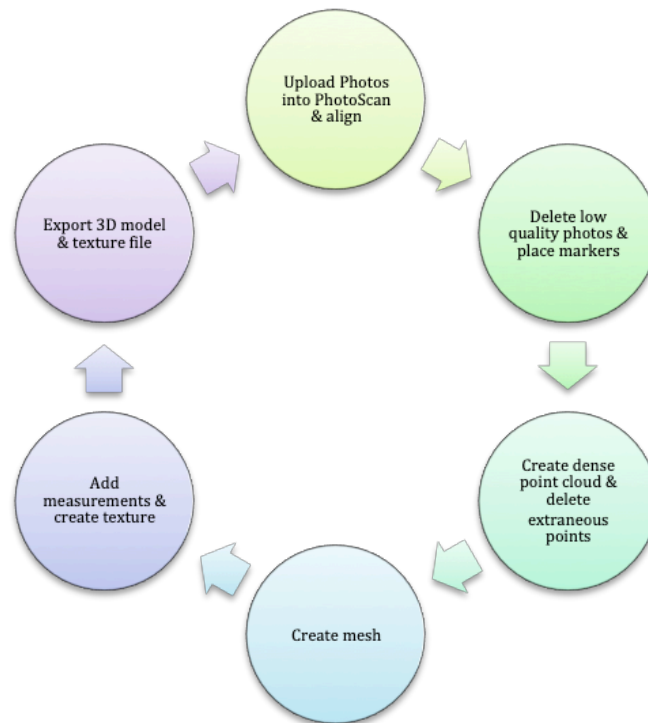 Upload Photos
into PhotoScan
& align
Delete low
quality photos &
place markers
Create dense
point cloud &
delete
extraneous
points
Create mesh
Add
measurements &
create texture
Export 3D model
& texture file